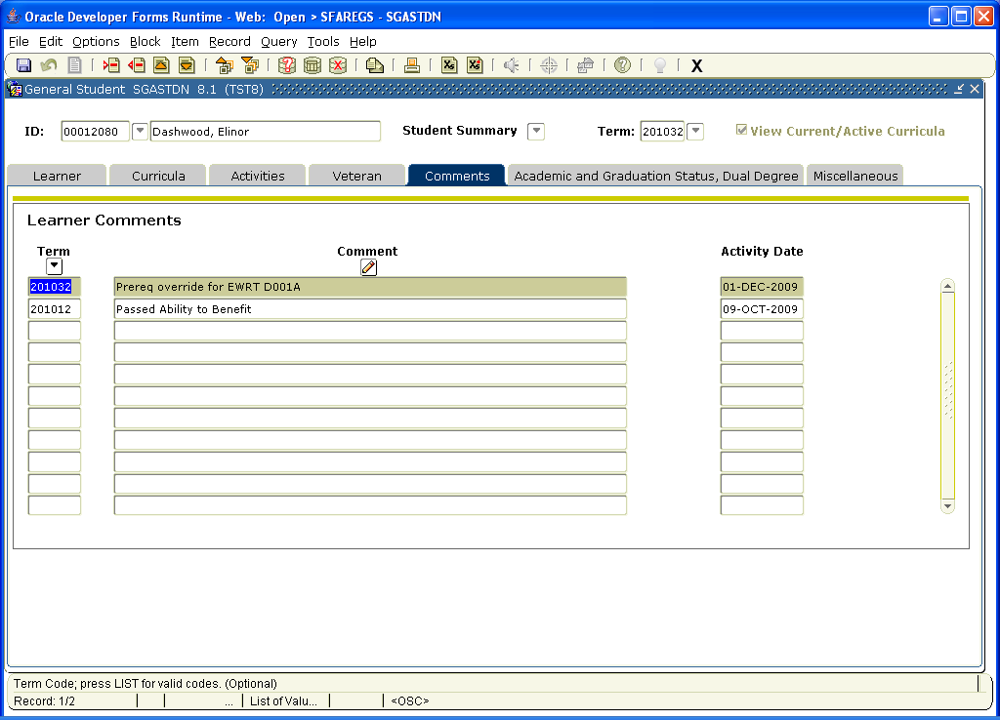 Oracle Developer Forms Runtime - Web: Open > SFAREGS - SGASTDN
File Edit Options Block Item Record Query Tools Help
X
General Student SGASTDN 8.1 (TST8)
ID: 00012080 Dashwood, Elinor Student Summary Term: 201032 View Current/Active Curricula
Learner Curricula Activities Veteran Comments Academic and Graduation Status, Dual Degree Miscellaneous
Learner Comments
Term Comment Activity Date
201032 Prereq override for EWRT D001A 01-DEC-2009
201012 Passed Ability to Benefit 09-OCT-2009
Term Code; press LIST for valid codes. (Optional)
Record: 1/2 ... List of Valu... <OSC>